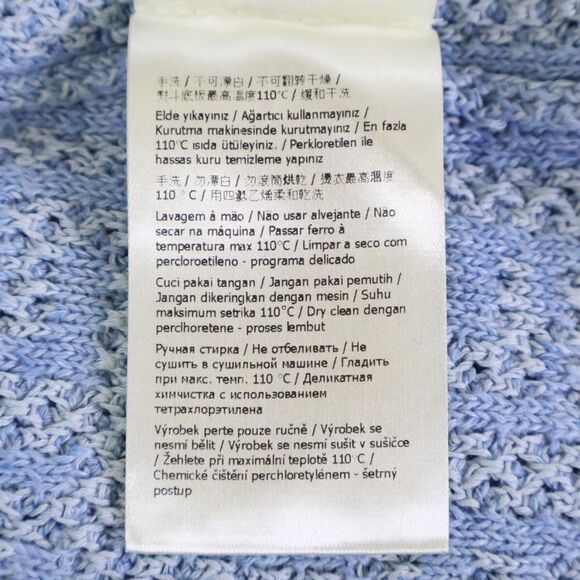 手洗 / 不可漂白 / 不可翻转干燥 /
熨斗底板最高温度110°C / 缓和干洗
Elde yıkayınız / Ağartıcı kullanmayınız /
Kurutma makinesinde kurutmayınız / En fazla
110°C ısıda ütüleyiniz. / Perkloretilen ile
hassas kuru temizleme yapınız
手洗 / 勿漂白 / 勿滾筒烘乾 / 燙衣最高溫度
110 °C / 用四氯乙烯柔和乾洗
Lavagem à mão / Não usar alvejante / Não
secar na máquina / Passar ferro à
temperatura max 110°C / Limpar a seco com
percloroetileno - programa delicado
Cuci pakai tangan / Jangan pakai pemutih /
Jangan dikeringkan dengan mesin / Suhu
maksimum setrika 110°C / Dry clean dengan
perclhoretene - proses lembut
Ручная стирка / Не отбеливать / Не
сушить в сушильной машине / Гладить
при макс. темп. 110 °C / Деликатная
химчистка с использованием
тетрахлорэтилена
Výrobek perte pouze ručně / Výrobek se
nesmí bělit / Výrobek se nesmí sušit v sušičce
/ Žehlete při maximální teplotě 110°C /
Chemické čištění perchloretylénem - šetrný
postup